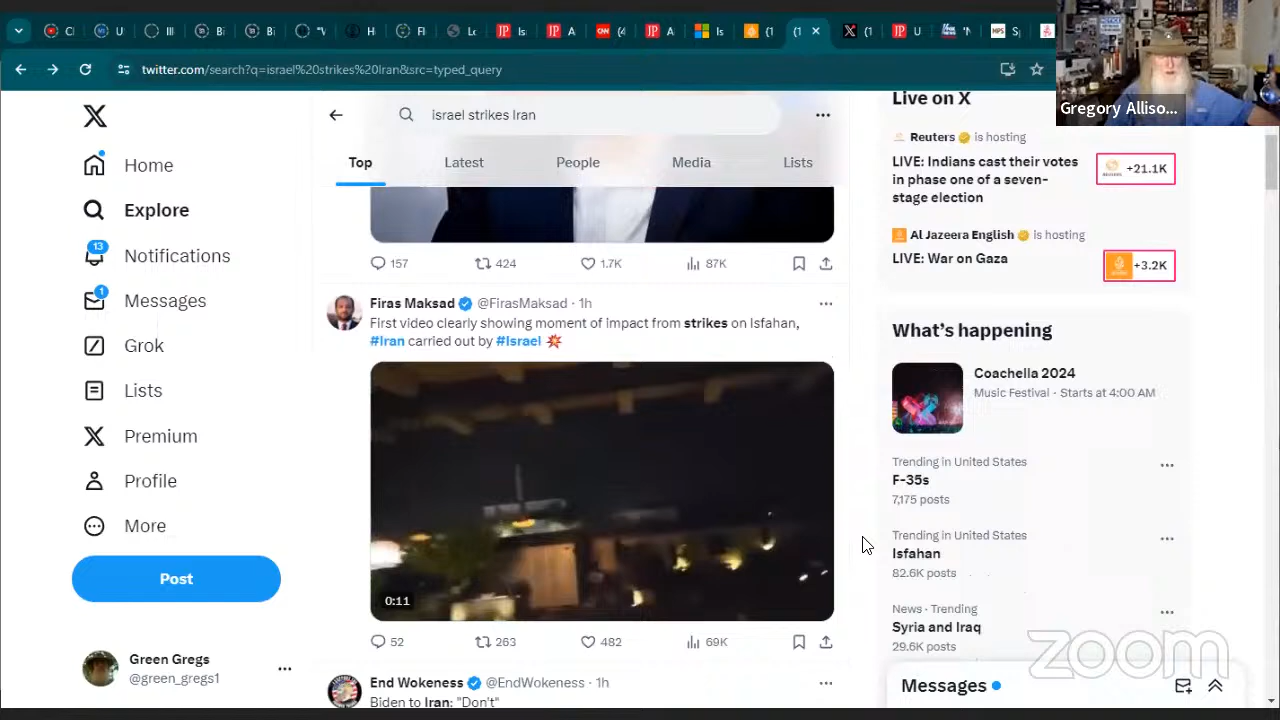 twitter.com/search?q=israel%20strikes%20Iran&src=typed_query
Gregory Alliso...
Home
Explore
13
Notifications
1
Messages
Grok
Lists
Premium
Profile
More
Post
Green Gregs
@green_gregs1
israel strikes Iran
Top
Latest
People
Media
Lists
157
424
1.7K
87K
Firas Maksad @FirasMaksad · 1h
First video clearly showing moment of impact from strikes on Isfahan,
#Iran carried out by #Israel
0:11
52
263
482
69K
End Wokeness @EndWokeness · 1h
Biden to Iran: "Don't"
Live on X
Reuters is hosting
LIVE: Indians cast their votes
in phase one of a seven-
stage election
+21.1K
Al Jazeera English is hosting
LIVE: War on Gaza
+3.2K
What's happening
Coachella 2024
Music Festival · Starts at 4:00 AM
Trending in United States
F-35s
7,175 posts
Trending in United States
Isfahan
82.6K posts
News · Trending
Syria and Iraq
29.6K posts
zoom
Messages